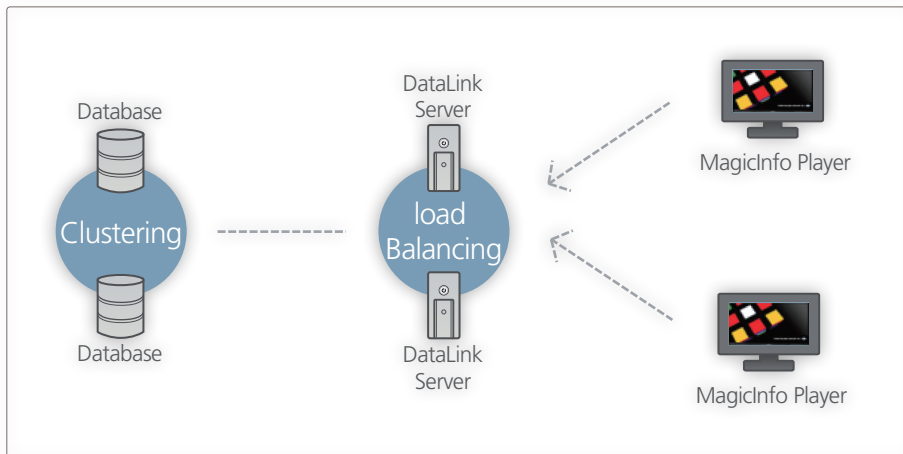 Database
Clustering
Database
DataLink
Server
load
Balancing
DataLink
Server
MagicInfo Player
MagicInfo Player